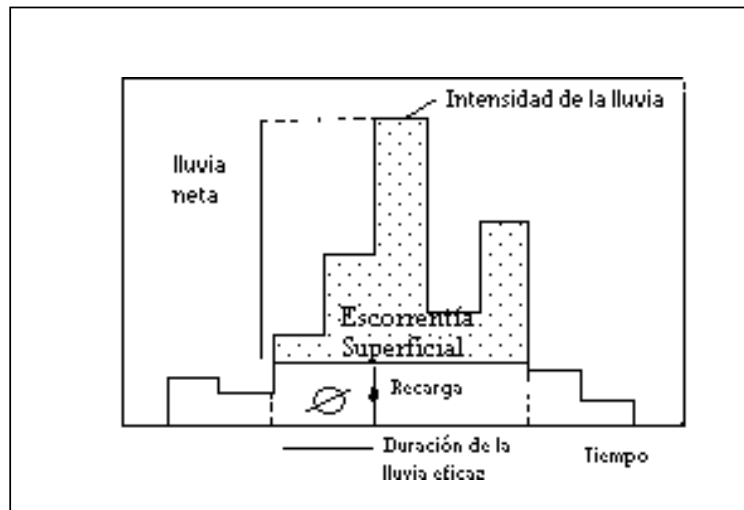 Intensidad de la lluvia
lluvia
neta
Escorrentía
Superficial
Recarga
Duración de la
lluvia eficaz
Tiempo